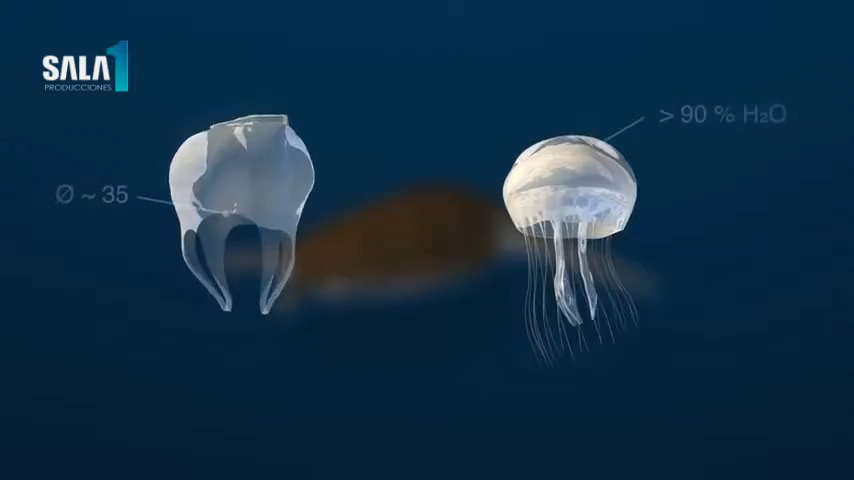 SALA1
PRODUCCIONES
> 90 % H₂O
Ø ~ 35